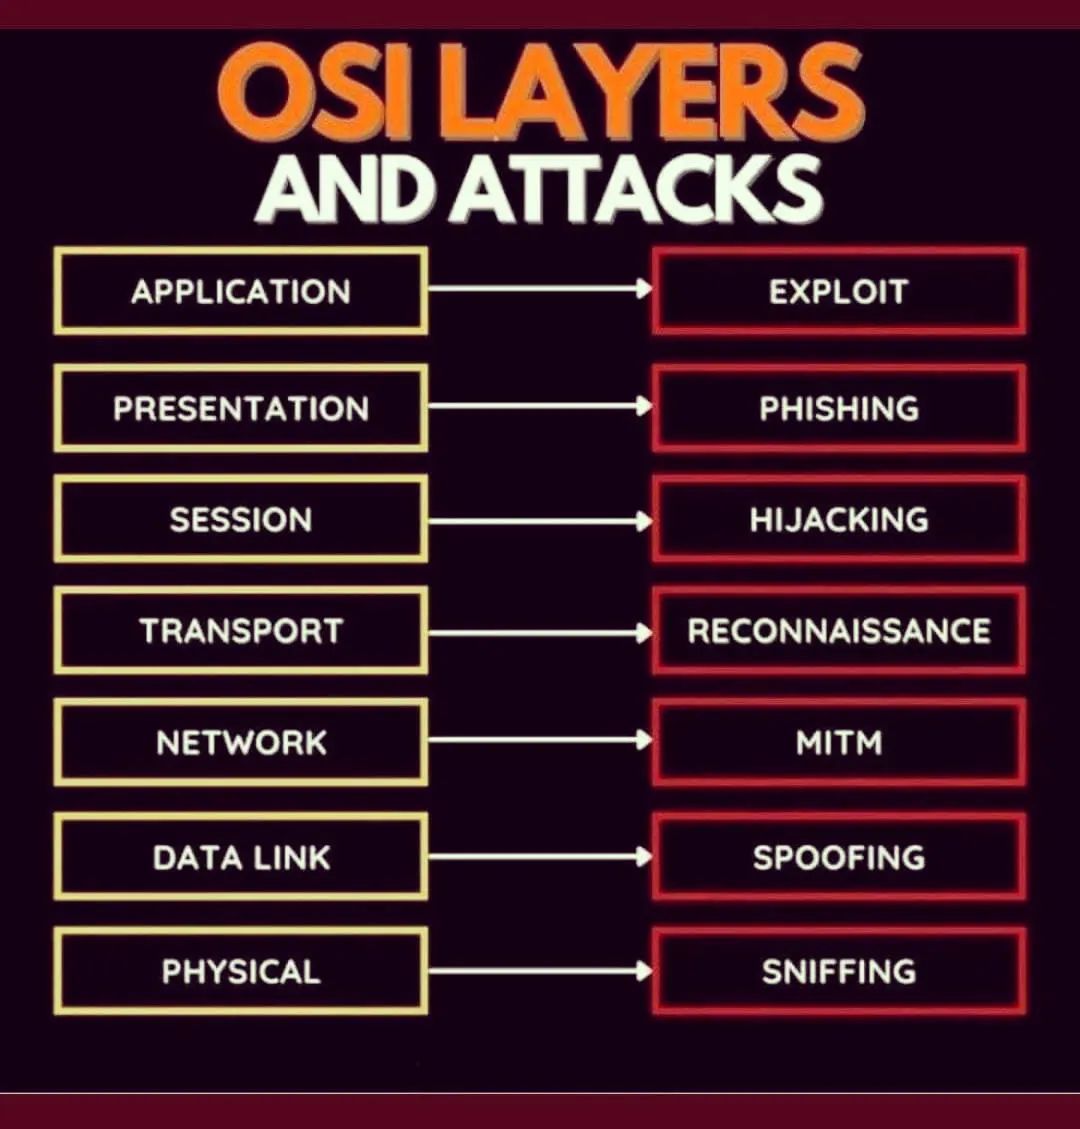 OSI LAYERS
AND ATTACKS
APPLICATION EXPLOIT
PRESENTATION PHISHING
SESSION HIJACKING
TRANSPORT RECONNAISSANCE
NETWORK MITM
DATA LINK SPOOFING
PHYSICAL SNIFFING